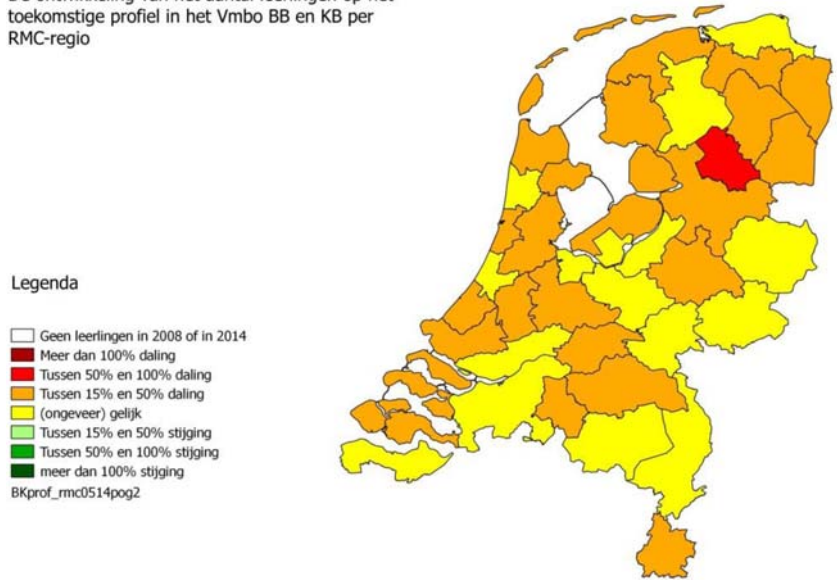 toekomstige profiel in het Vmbo BB en KB per
RMC-regio
Legenda
Geen leerlingen in 2008 of in 2014
Meer dan 100% daling
Tussen 50% en 100% daling
Tussen 15% en 50% daling
(ongeveer) gelijk
Tussen 15% en 50% stijging
Tussen 50% en 100% stijging
meer dan 100% stijging
BKprof_rmc0514pog2